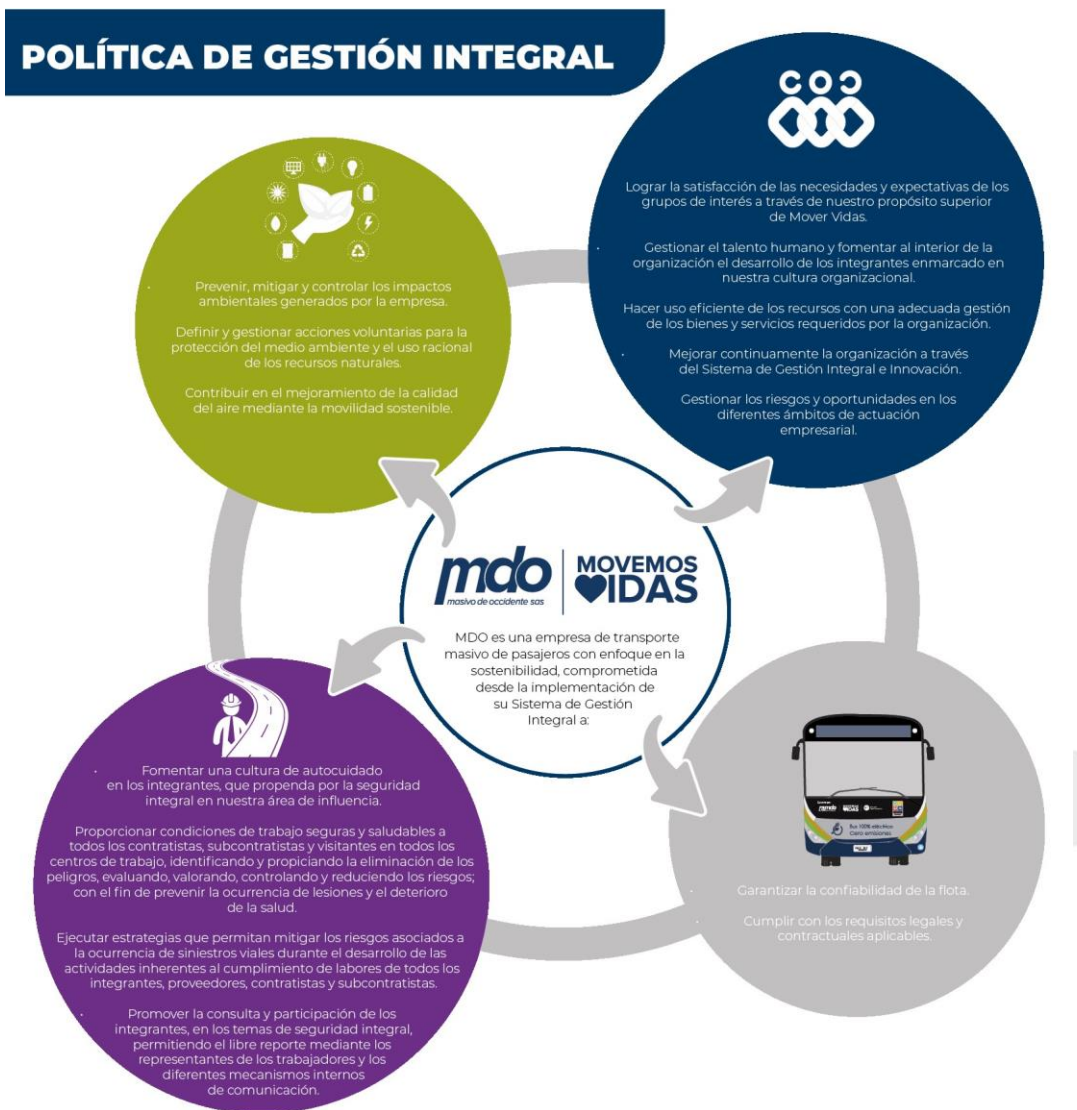 POLÍTICA DE GESTIÓN INTEGRAL
Prevenir, mitigar y controlar los impactos
ambientales generados por la empresa.
Definir y gestionar acciones voluntarias para la
protección del medio ambiente y el uso racional
de los recursos naturales.
Contribuir en el mejoramiento de la calidad
del aire mediante la movilidad sostenible.
Lograr la satisfacción de las necesidades y expectativas de los
grupos de interés a través de nuestro propósito superior
de Mover Vidas.
Gestionar el talento humano y fomentar al interior de la
organización el desarrollo de los integrantes enmarcado en
nuestra cultura organizacional.
Hacer uso eficiente de los recursos con una adecuada gestión
de los bienes y servicios requeridos por la organización.
Mejorar continuamente la organización a través
del Sistema de Gestión Integral e Innovación.
Gestionar los riesgos y oportunidades en los
diferentes ámbitos de actuación
empresarial.
mdo
masivo de occidente sas
MOVEMOS
VIDAS
MDO es una empresa de transporte
masivo de pasajeros con enfoque en la
sostenibilidad, comprometida
desde la implementación de
su Sistema de Gestión
Integral a:
Fomentar una cultura de autocuidado
en los integrantes, que propenda por la seguridad
integral en nuestra área de influencia.
Proporcionar condiciones de trabajo seguras y saludables a
todos los contratistas, subcontratistas y visitantes en todos los
centros de trabajo, identificando y propiciando la eliminación de los
peligros, evaluando, valorando, controlando y reduciendo los riesgos;
con el fin de prevenir la ocurrencia de lesiones y el deterioro
de la salud.
Ejecutar estrategias que permitan mitigar los riesgos asociados a
la ocurrencia de siniestros viales durante el desarrollo de las
actividades inherentes al cumplimiento de labores de todos los
integrantes, proveedores, contratistas y subcontratistas.
Promover la consulta y participación de los
integrantes, en los temas de seguridad integral,
permitiendo el libre reporte mediante los
representantes de los trabajadores y los
diferentes mecanismos internos
de comunicación.
mdo
Bus 100% eléctrico
Cero emisiones
Garantizar la confiabilidad de la flota.
Cumplir con los requisitos legales y
contractuales aplicables.